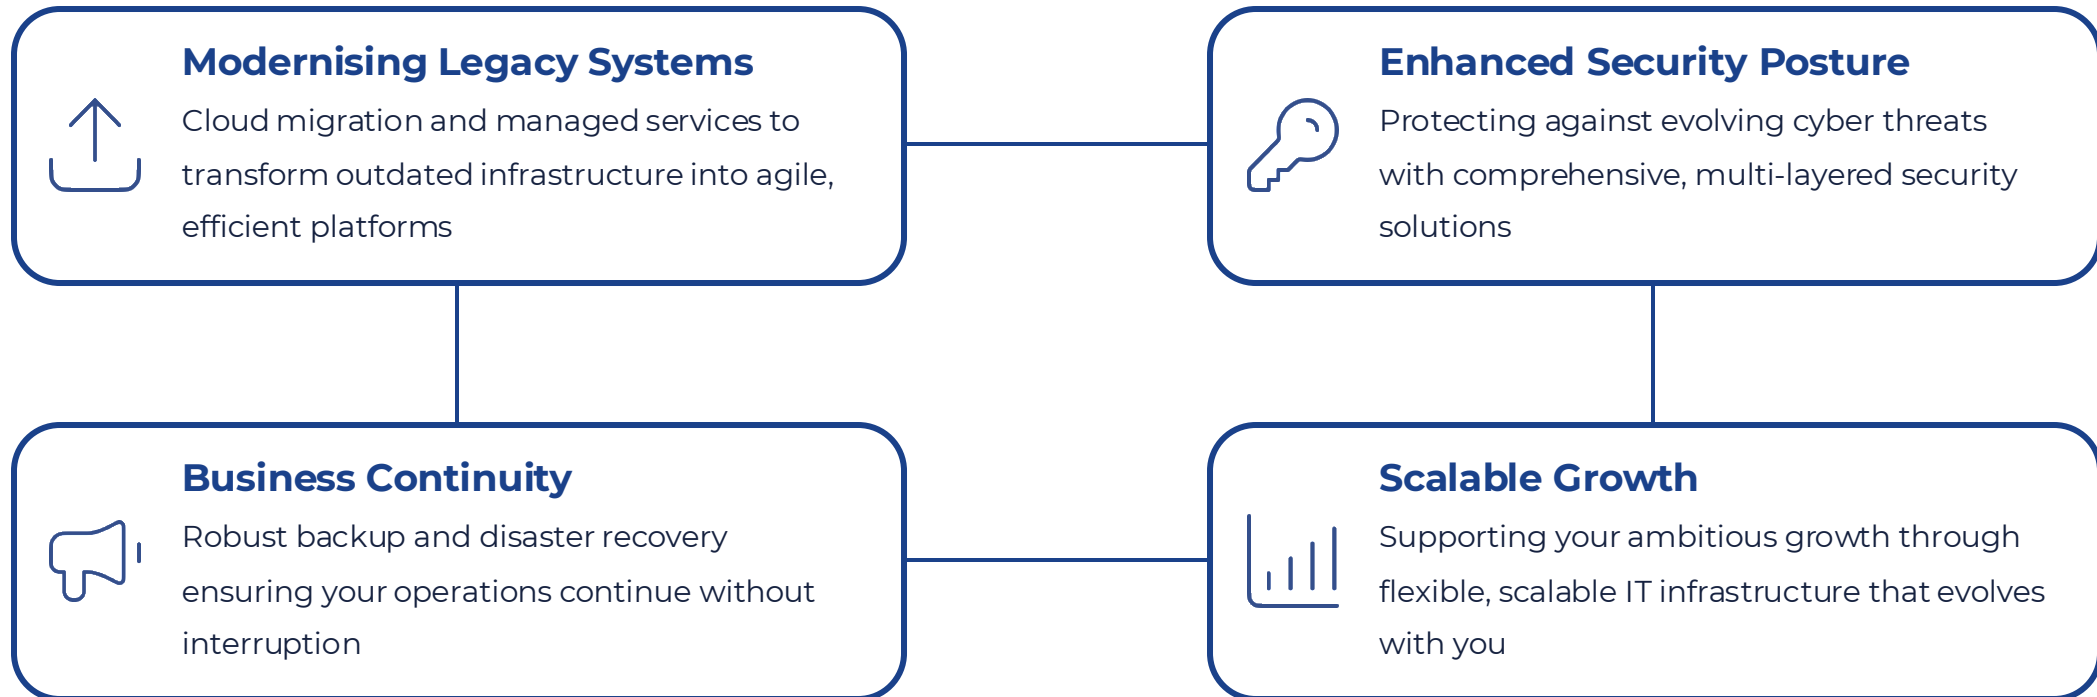 Modernising Legacy Systems
Cloud migration and managed services to
transform outdated infrastructure into agile,
efficient platforms
Enhanced Security Posture
Protecting against evolving cyber threats
with comprehensive, multi-layered security
solutions
Business Continuity
Robust backup and disaster recovery
ensuring your operations continue without
interruption
Scalable Growth
Supporting your ambitious growth through
flexible, scalable IT infrastructure that evolves
with you